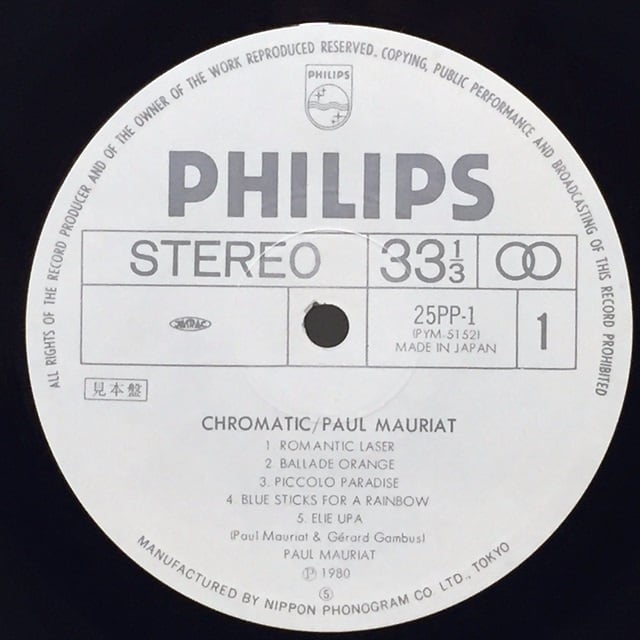 ALL RIGHTS OF THE RECORD PRODUCER AND OF THE OWNER OF THE WORK REPRODUCED RESERVED. COPYING, PUBLIC PERFORMANCE AND BROADCASTING OF THIS RECORD PROHIBITED
PHILIPS
PHILIPS
STEREO 33 1/3
25PP-1
(PYM-5152)
MADE IN JAPAN
1
見本盤
CHROMATIC/PAUL MAURIAT
1. ROMANTIC LASER
2. BALLADE ORANGE
3. PICCOLO PARADISE
4. BLUE STICKS FOR A RAINBOW
5. ELIE UPA
(Paul Mauriat & Gérard Gambus)
PAUL MAURIAT
Ⓟ 1980
⑤
MANUFACTURED BY NIPPON PHONOGRAM CO. LTD., TOKYO